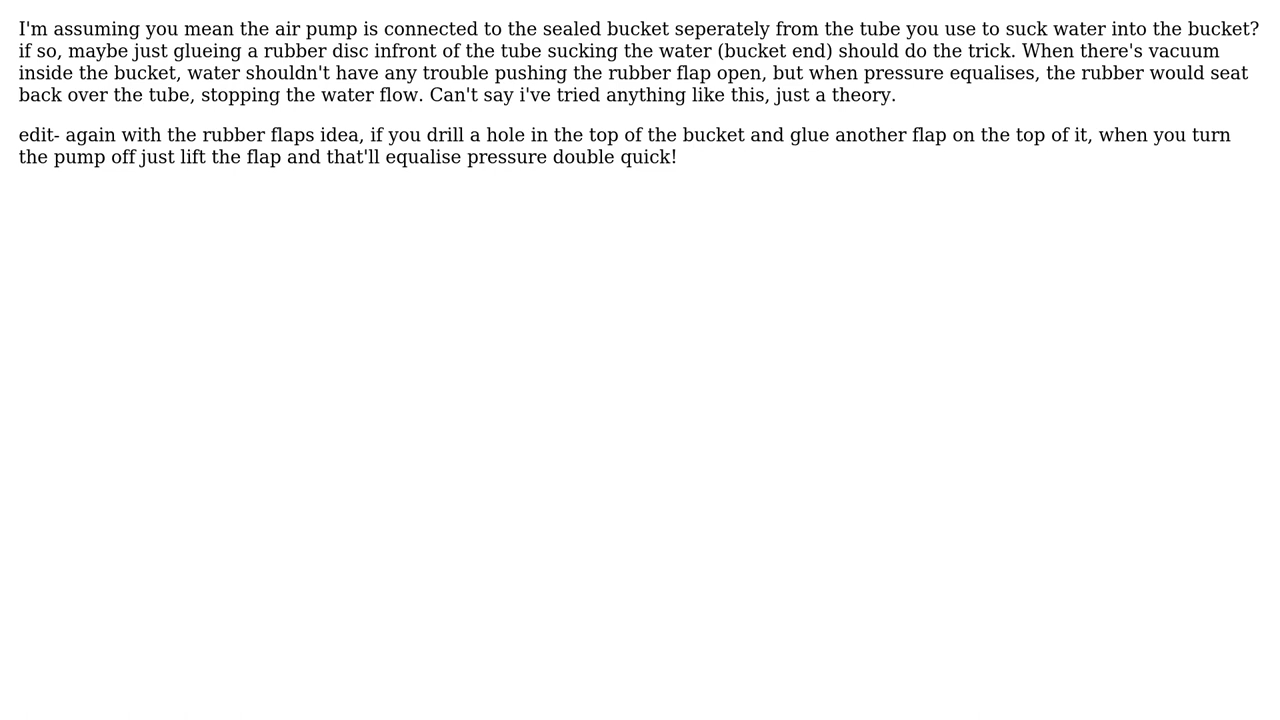 I'm assuming you mean the air pump is connected to the sealed bucket seperately from the tube you use to suck water into the bucket?
if so, maybe just glueing a rubber disc infront of the tube sucking the water (bucket end) should do the trick. When there's vacuum
inside the bucket, water shouldn't have any trouble pushing the rubber flap open, but when pressure equalises, the rubber would seat
back over the tube, stopping the water flow. Can't say i've tried anything like this, just a theory.
edit- again with the rubber flaps idea, if you drill a hole in the top of the bucket and glue another flap on the top of it, when you turn
the pump off just lift the flap and that'll equalise pressure double quick!